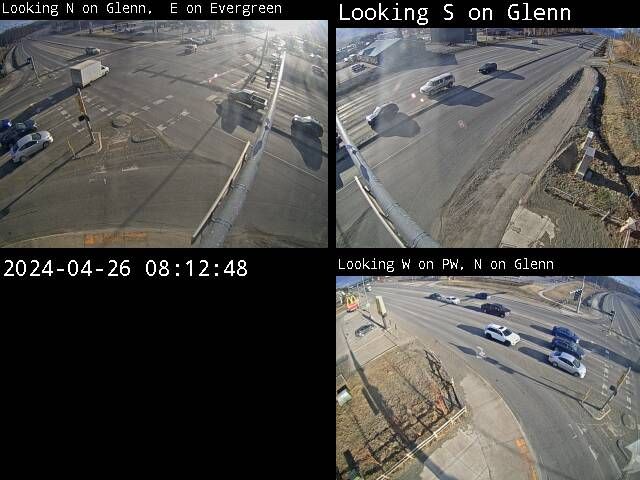 Looking N on Glenn,  E on Evergreen
Looking S on Glenn
2024-04-26 08:12:48
Looking W on PW, N on Glenn